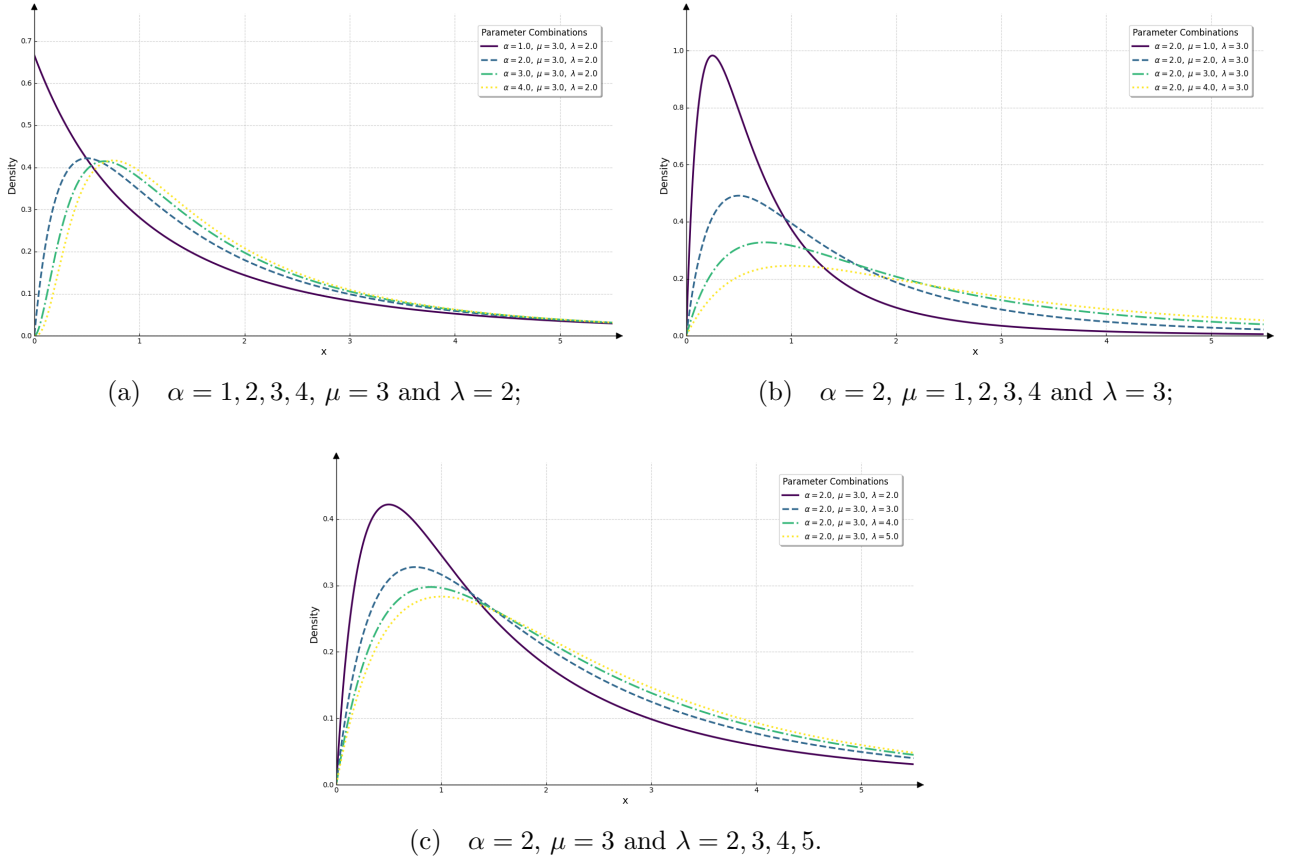 Density
0.7
0.6
0.5
0.4
0.3
0.2
0.1
0.0
0 1 2 3 4 5
x
Parameter Combinations
α = 1.0, μ = 3.0, λ = 2.0
α = 2.0, μ = 3.0, λ = 2.0
α = 3.0, μ = 3.0, λ = 2.0
α = 4.0, μ = 3.0, λ = 2.0
(a) α = 1, 2, 3, 4, μ = 3 and λ = 2;
Density
1.0
0.8
0.6
0.4
0.2
0.0
0 1 2 3 4 5
x
Parameter Combinations
α = 2.0, μ = 1.0, λ = 3.0
α = 2.0, μ = 2.0, λ = 3.0
α = 2.0, μ = 3.0, λ = 3.0
α = 2.0, μ = 4.0, λ = 3.0
(b) α = 2, μ = 1, 2, 3, 4 and λ = 3;
Density
0.4
0.3
0.2
0.1
0.0
0 1 2 3 4 5
x
Parameter Combinations
α = 2.0, μ = 3.0, λ = 2.0
α = 2.0, μ = 3.0, λ = 3.0
α = 2.0, μ = 3.0, λ = 4.0
α = 2.0, μ = 3.0, λ = 5.0
(c) α = 2, μ = 3 and λ = 2, 3, 4, 5.